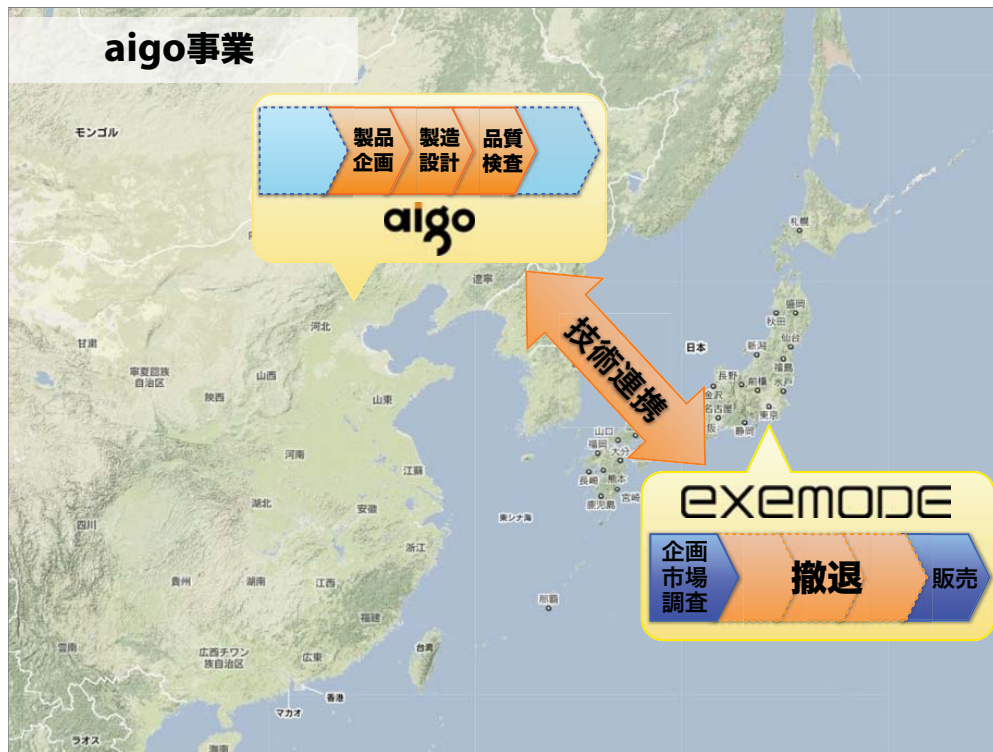 aigo事業
モンゴル
製品
企画
製造
設計
品質
検査
aigo
札幌
遼寧
河北
盛岡
秋田
仙台
技術連携
日本
新潟
福島
甘粛
寧夏回族
自治区
山西
陝西
山東
長野
前橋
水戸
金沢
名古屋
東京
阪
静岡
山口
福岡
大分
河南
江蘇
長崎
熊本
宮崎
鹿児島
湖北
安徽
東シナ海
四川
浙江
exemode
企画
市場
調査
撤退
販売
貴州
湖南
江西
那覇
福建
雲南
広西チワン
族自治区
広東
台湾
香港
マカオ
ラオス
海南